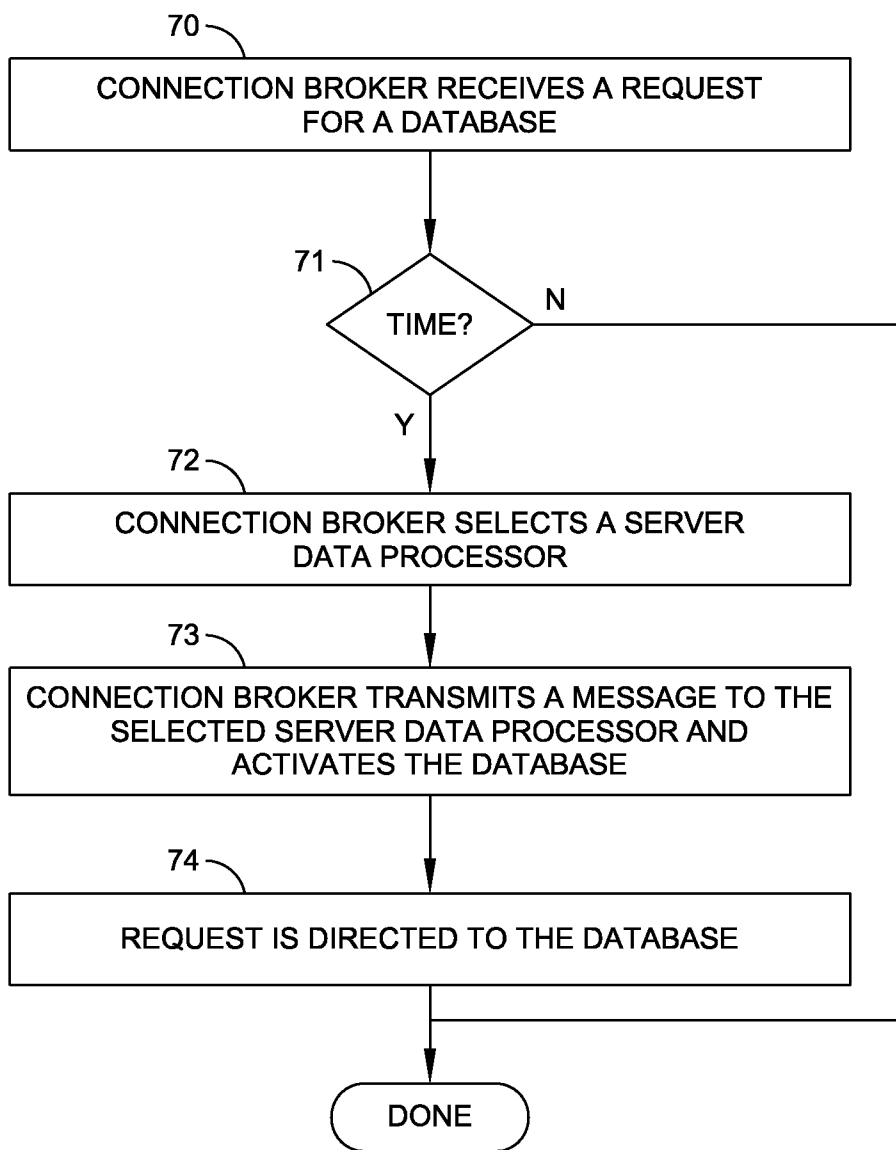 70
CONNECTION BROKER RECEIVES A REQUEST
FOR A DATABASE
71
TIME?
N
Y
72
CONNECTION BROKER SELECTS A SERVER
DATA PROCESSOR
73
CONNECTION BROKER TRANSMITS A MESSAGE TO THE
SELECTED SERVER DATA PROCESSOR AND
ACTIVATES THE DATABASE
74
REQUEST IS DIRECTED TO THE DATABASE
DONE